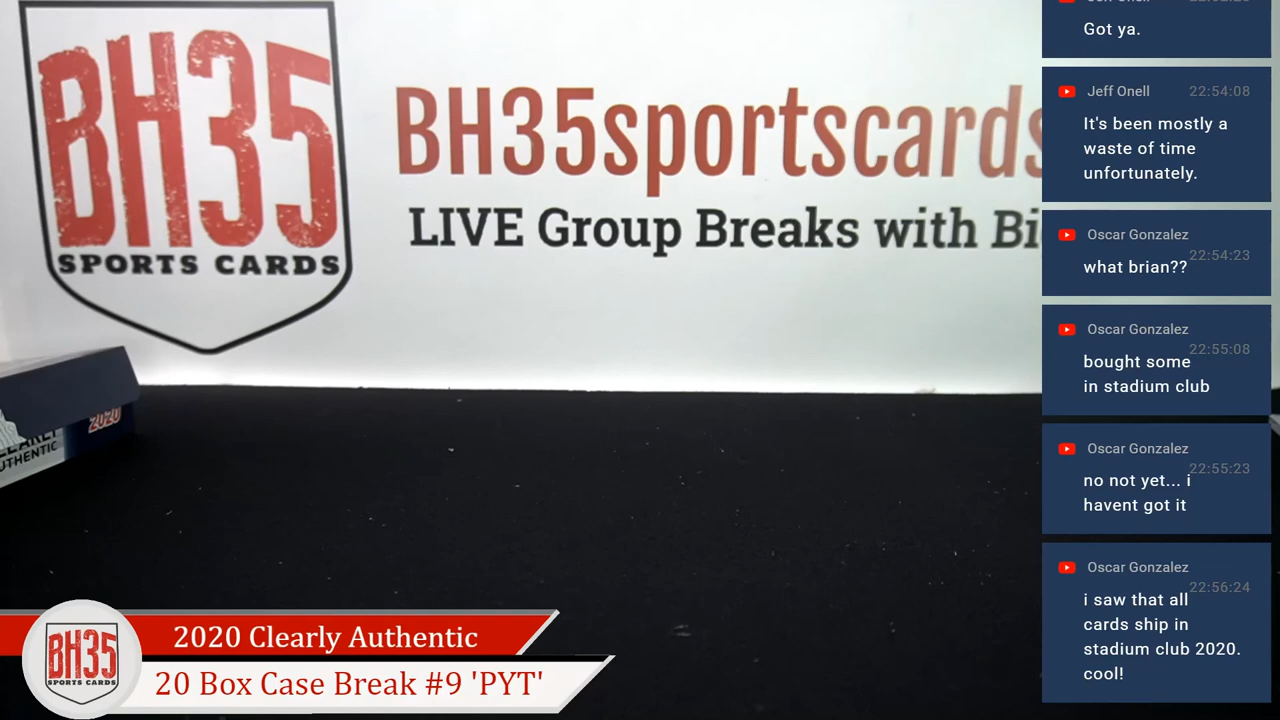 BH35
SPORTS CARDS
BH35sportscards
LIVE Group Breaks with
2020
AUTHENTIC
2020 Clearly Authentic
20 Box Case Break #9 'PYT'
BH35
SPORTS CARDS
Got ya.
Jeff Onell 22:54:08
It's been mostly a
waste of time
unfortunately.
Oscar Gonzalez
22:54:23
what brian??
Oscar Gonzalez
22:55:08
bought some
in stadium club
Oscar Gonzalez
22:55:23
no not yet... i
havent got it
Oscar Gonzalez
22:56:24
i saw that all
cards ship in
stadium club 2020.
cool!